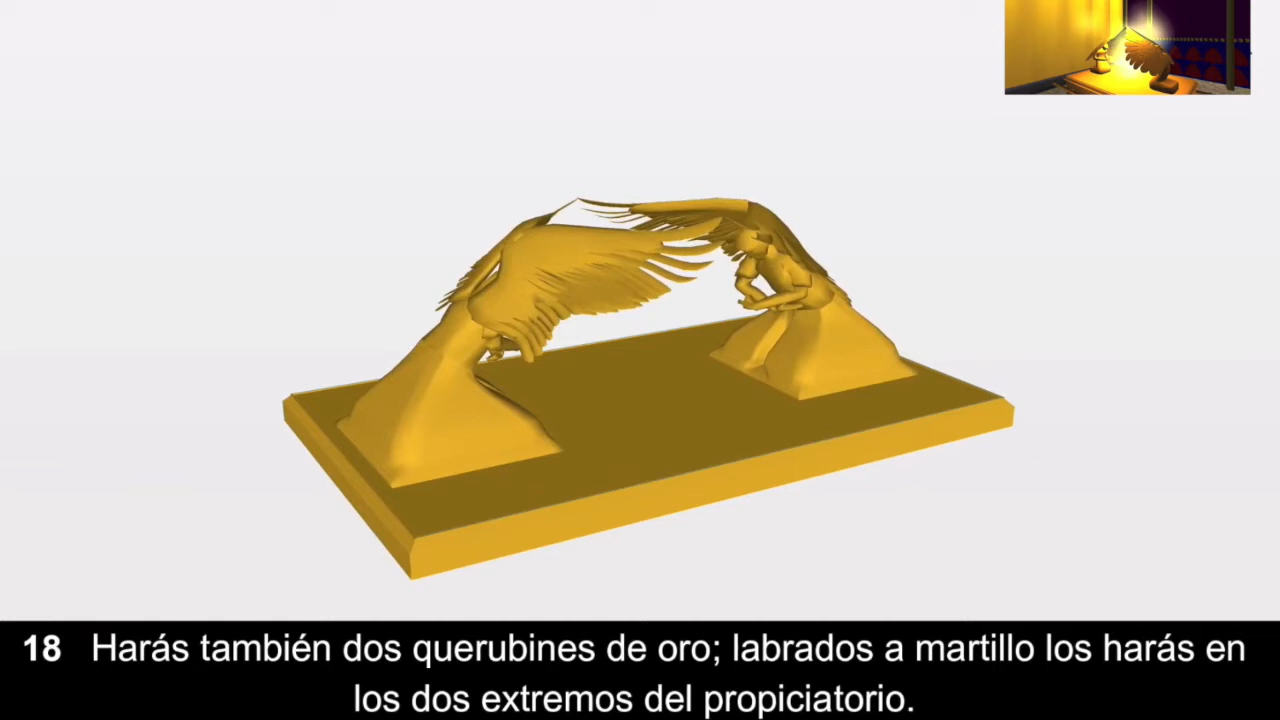 18 Harás también dos querubines de oro; labrados a martillo los harás en
los dos extremos del propiciatorio.